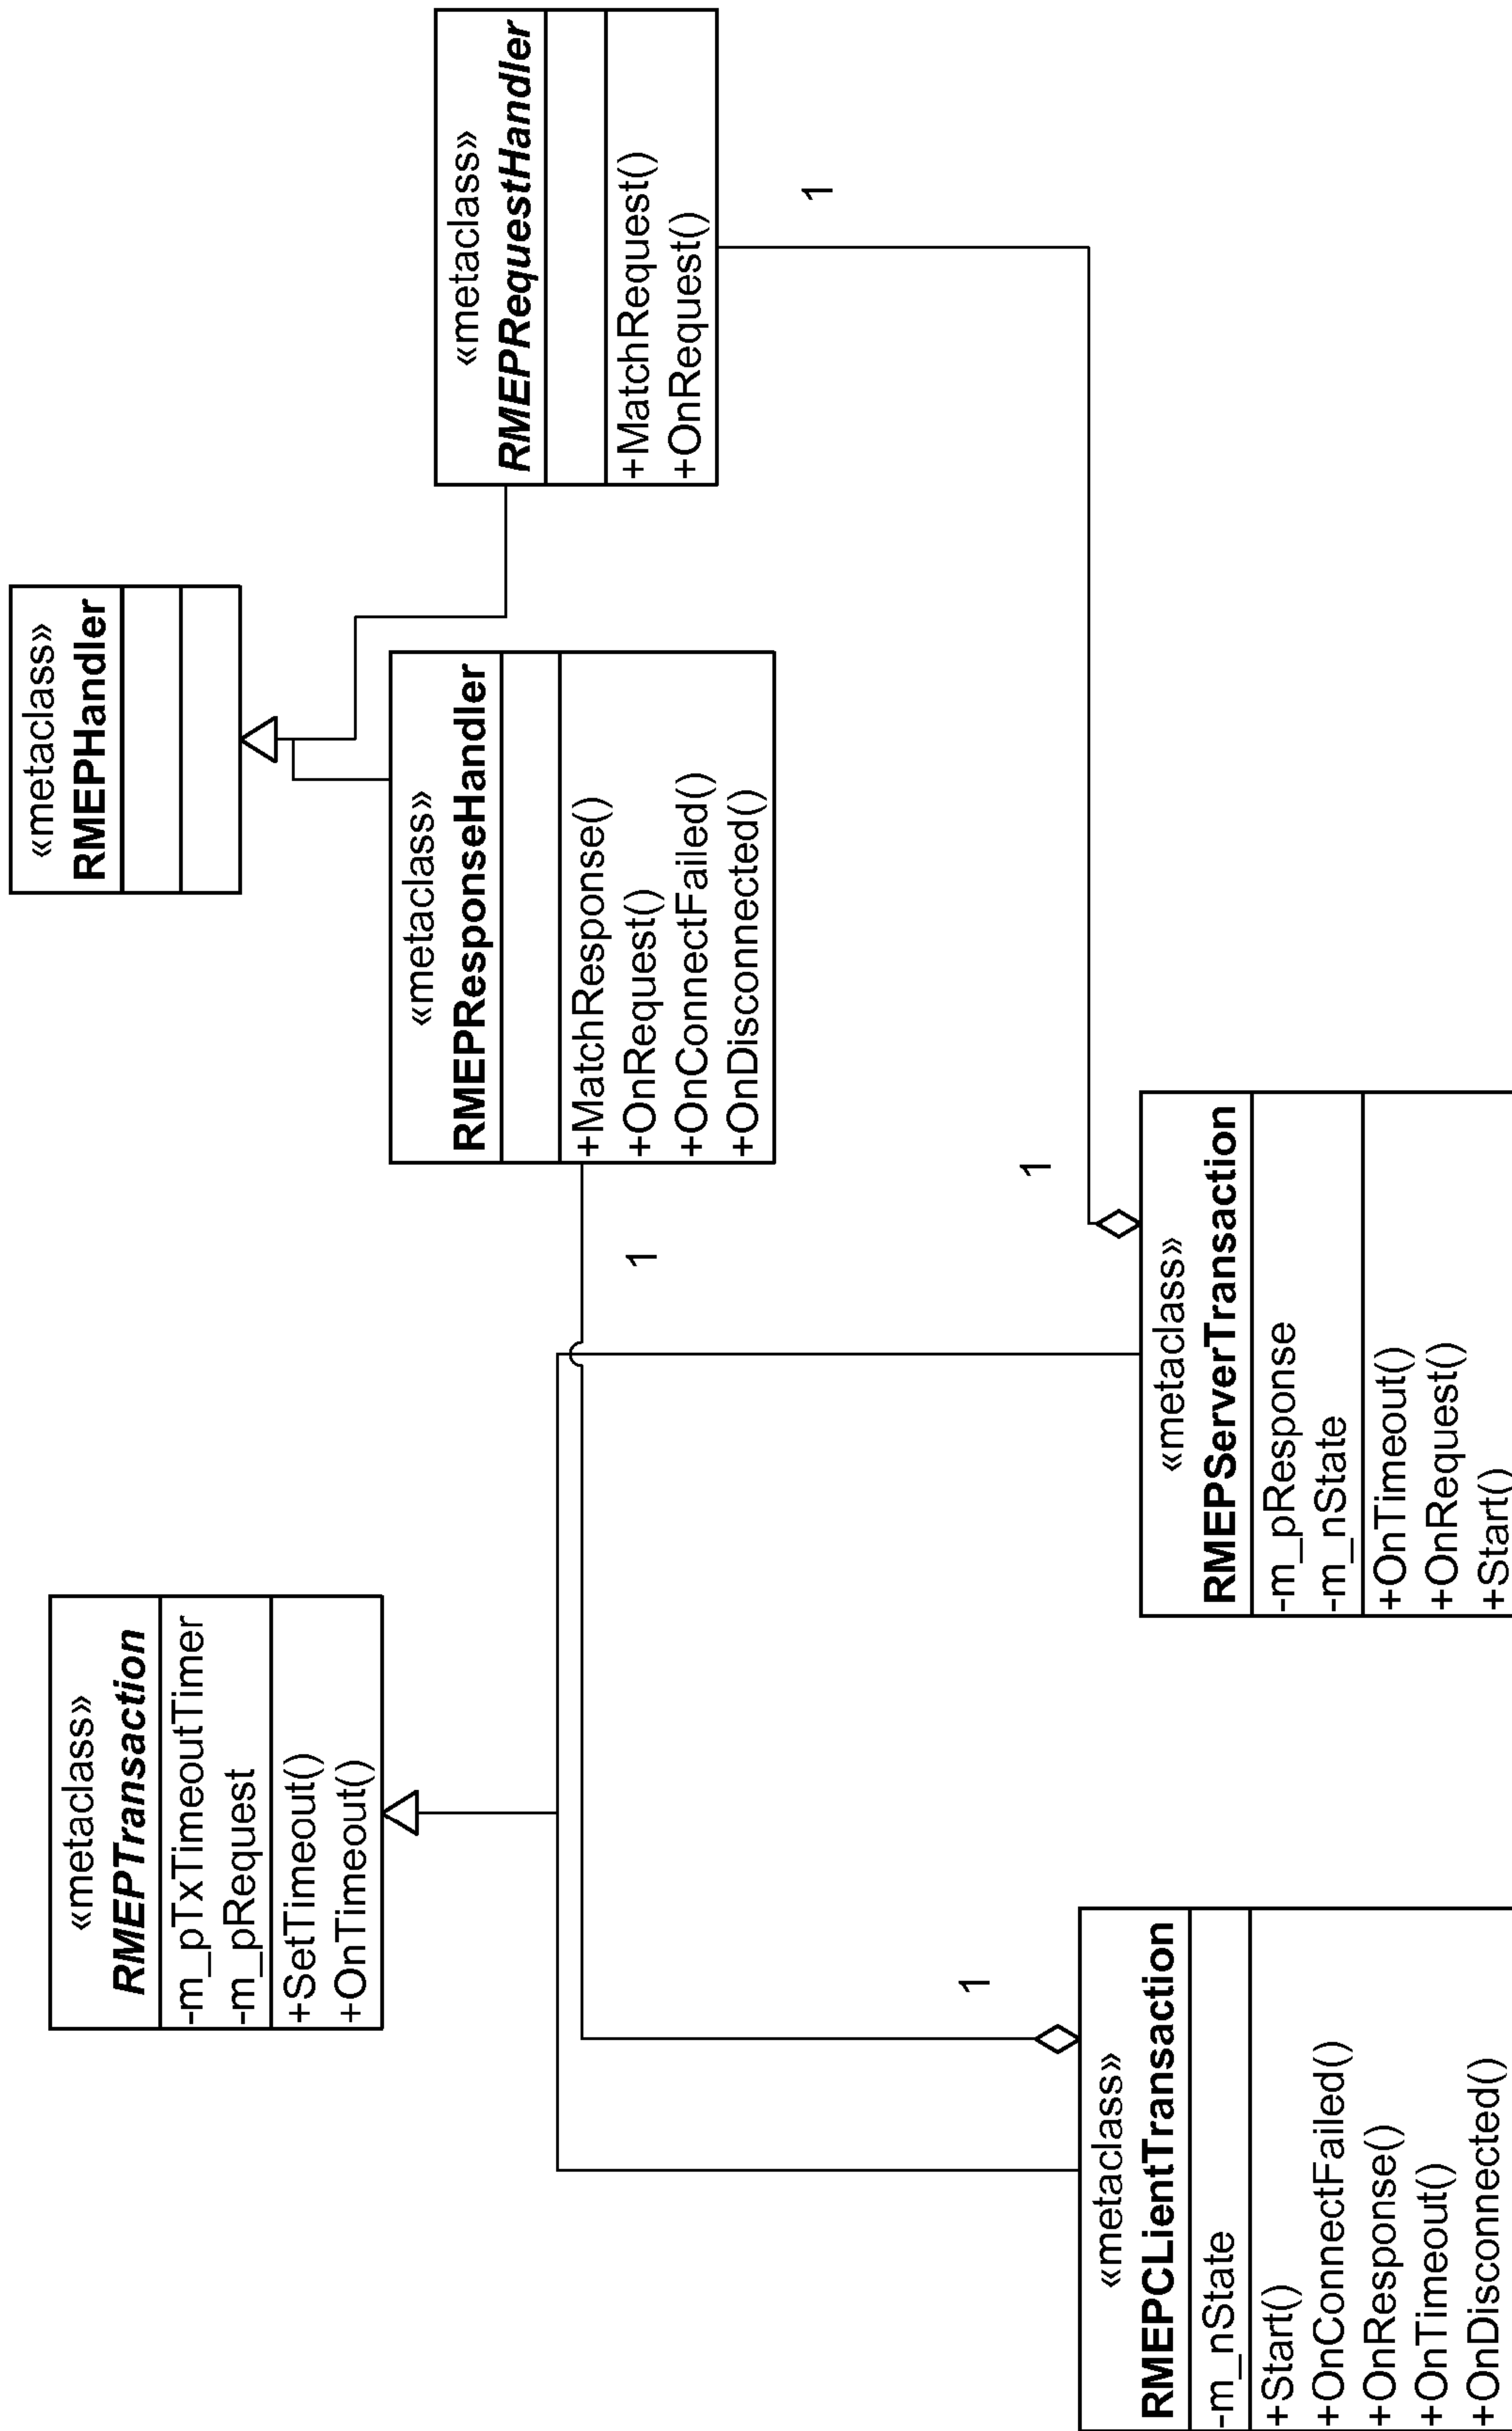 «metaclass»
RMEPTransaction
-m_pTxTimeoutTimer
-m_pRequest
+SetTimeout()
+OnTimeout()
«metaclass»
RMEPHandler
«metaclass»
RMEPResponseHandler
+MatchResponse()
+OnRequest()
+OnConnectFailed()
+OnDisconnected()
«metaclass»
RMEPRequestHandler
+MatchRequest()
+OnRequest()
1
1
1
1
«metaclass»
RMEPCLientTransaction
-m_nState
+Start()
+OnConnectFailed()
+OnResponse()
+OnTimeout()
+OnDisconnected()
«metaclass»
RMEPServerTransaction
-m_pResponse
-m_nState
+OnTimeout()
+OnRequest()
+Start()